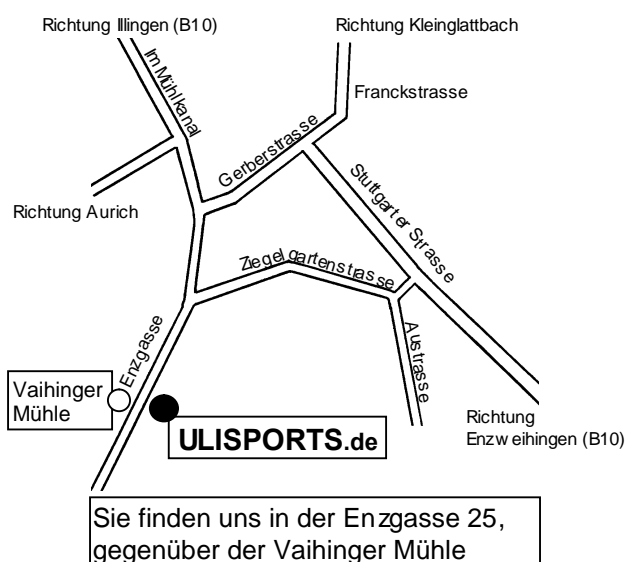 Richtung Illingen (B10)
Richtung Kleinglattbach
Im Mühlkanal
Franckstrasse
Gerberstrasse
Stuttgarter Strasse
Richtung Aurich
Ziegelgartenstrasse
Enzgasse
Austrasse
Vaihinger
Mühle
ULISPORTS.de
Richtung
Enzweihingen (B10)
Sie finden uns in der Enzgasse 25,
gegenüber der Vaihinger Mühle